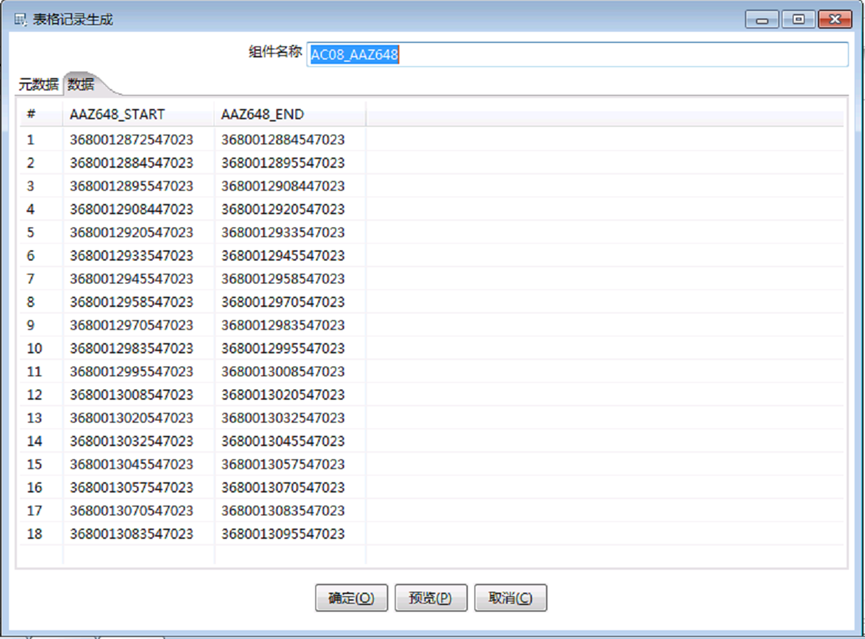 表格记录生成
组件名称 AC08_AAZ648
元数据 数据
# AAZ648_START AAZ648_END
1 3680012872547023 3680012884547023
2 3680012884547023 3680012895547023
3 3680012895547023 3680012908447023
4 3680012908447023 3680012920547023
5 3680012920547023 3680012933547023
6 3680012933547023 3680012945547023
7 3680012945547023 3680012958547023
8 3680012958547023 3680012970547023
9 3680012970547023 3680012983547023
10 3680012983547023 3680012995547023
11 3680012995547023 3680013008547023
12 3680013008547023 3680013020547023
13 3680013020547023 3680013032547023
14 3680013032547023 3680013045547023
15 3680013045547023 3680013057547023
16 3680013057547023 3680013070547023
17 3680013070547023 3680013083547023
18 3680013083547023 3680013095547023
确定(O) 预览(P) 取消(C)